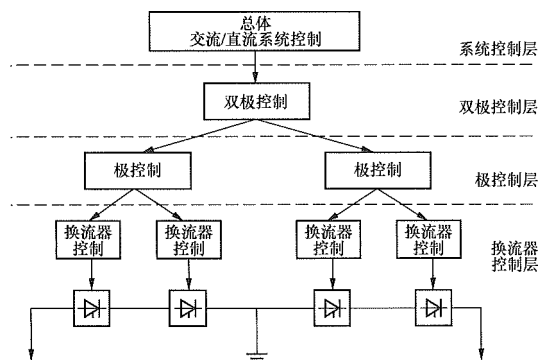 总体
交流/直流系统控制
系统控制层
双极控制
双极控制层
极控制
极控制
极控制层
换流器
控制
换流器
控制
换流器
控制
换流器
控制
换流器
控制层